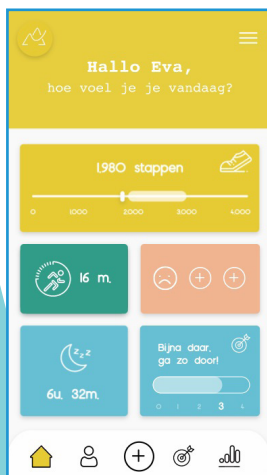 Hallo Eva,
hoe voel je je vandaag?
1.980 stappen
0 1000 2000 3000 4000
16 m.
zzz
6u. 32m.
Bijna daar,
ga zo door!
0 1 2 3 4